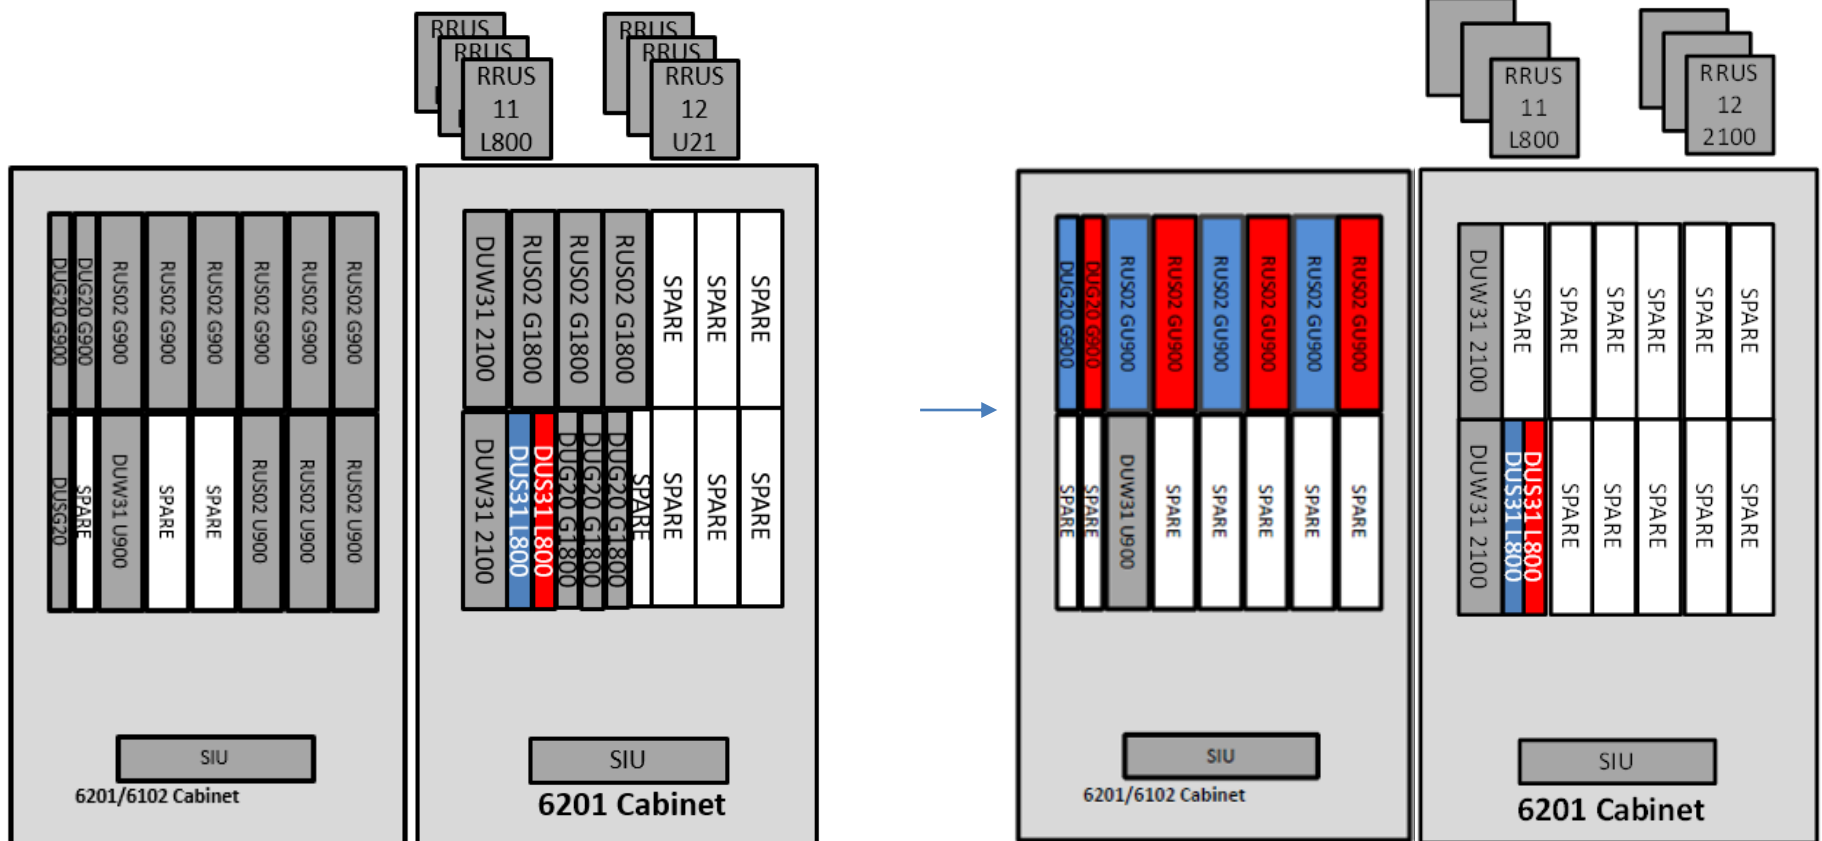 RRUS
RRUS
RRUS
11
L800
RRUS
RRUS
RRUS
12
U21
DUG20 G900
DUG20 G900
RUS02 G900
RUS02 G900
RUS02 G900
RUS02 G900
RUS02 G900
RUS02 G900
DUSG20
SPARE
DUW31 U900
SPARE
SPARE
RUS02 U900
RUS02 U900
RUS02 U900
SIU
6201/6102 Cabinet
DUW31 2100
RUS02 G1800
RUS02 G1800
RUS02 G1800
SPARE
SPARE
SPARE
DUW31 2100
DUS31 L800
DUS31 L800
DUG20 G1800
DUG20 G1800
DUG20 G1800
SPARE
SPARE
SPARE
SPARE
SIU
6201 Cabinet
RRUS
11
L800
RRUS
12
2100
DUG20 G900
DUG20 G900
RUS02 GU900
RUS02 GU900
RUS02 GU900
RUS02 GU900
RUS02 GU900
RUS02 GU900
SPARE
SPARE
DUW31 U900
SPARE
SPARE
SPARE
SPARE
SPARE
SIU
6201/6102 Cabinet
DUW31 2100
SPARE
SPARE
SPARE
SPARE
SPARE
SPARE
DUW31 2100
DUS31 L800
DUS31 L800
SPARE
SPARE
SPARE
SPARE
SPARE
SIU
6201 Cabinet